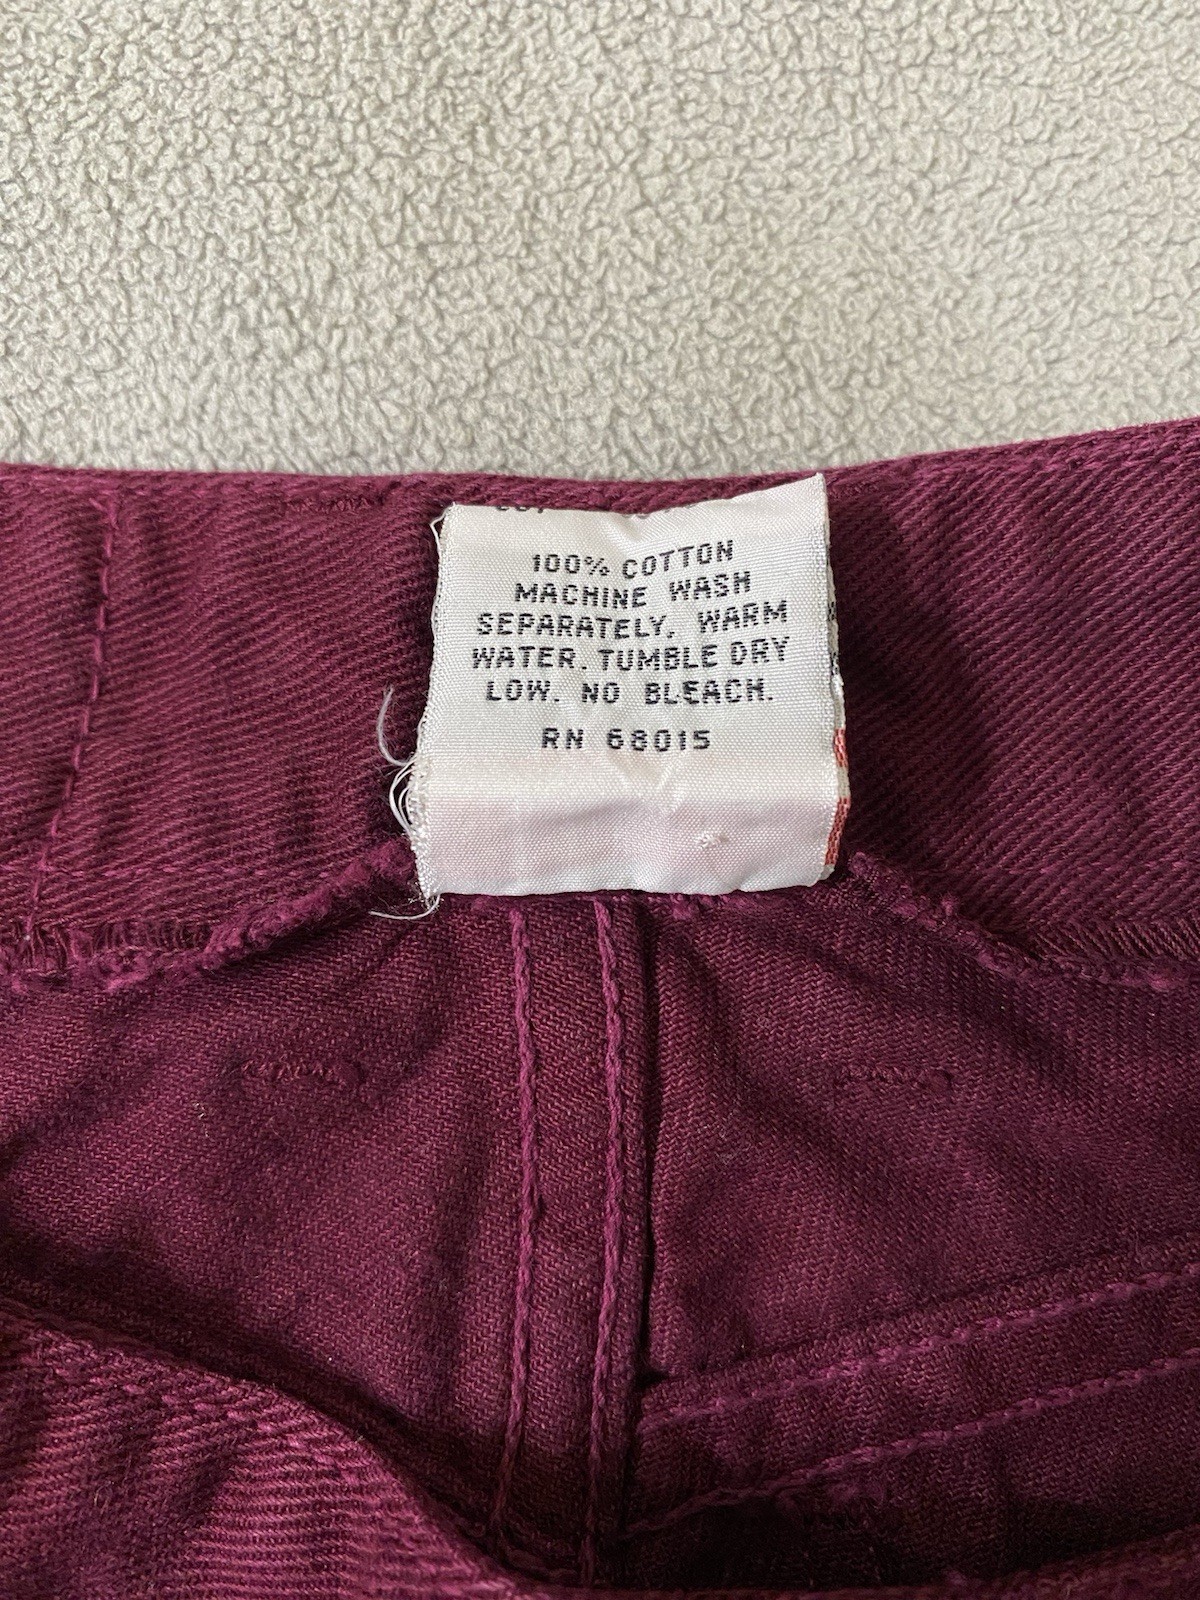 100% COTTON
MACHINE WASH
SEPARATELY, WARM
WATER. TUMBLE DRY
LOW. NO BLEACH.
RN 68015